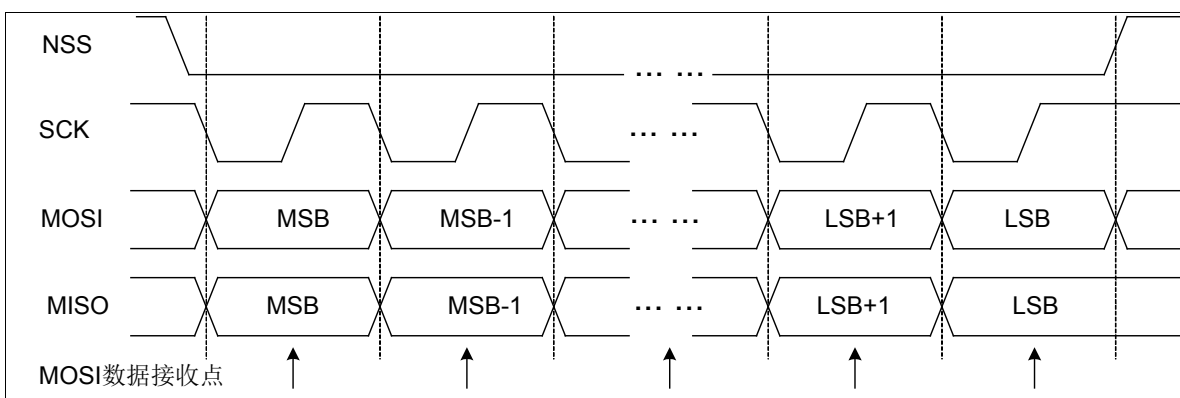 NSS
... ...
SCK
... ...
MOSI MSB MSB-1 ... ... LSB+1 LSB
MISO MSB MSB-1 ... ... LSB+1 LSB
MOSI数据接收点